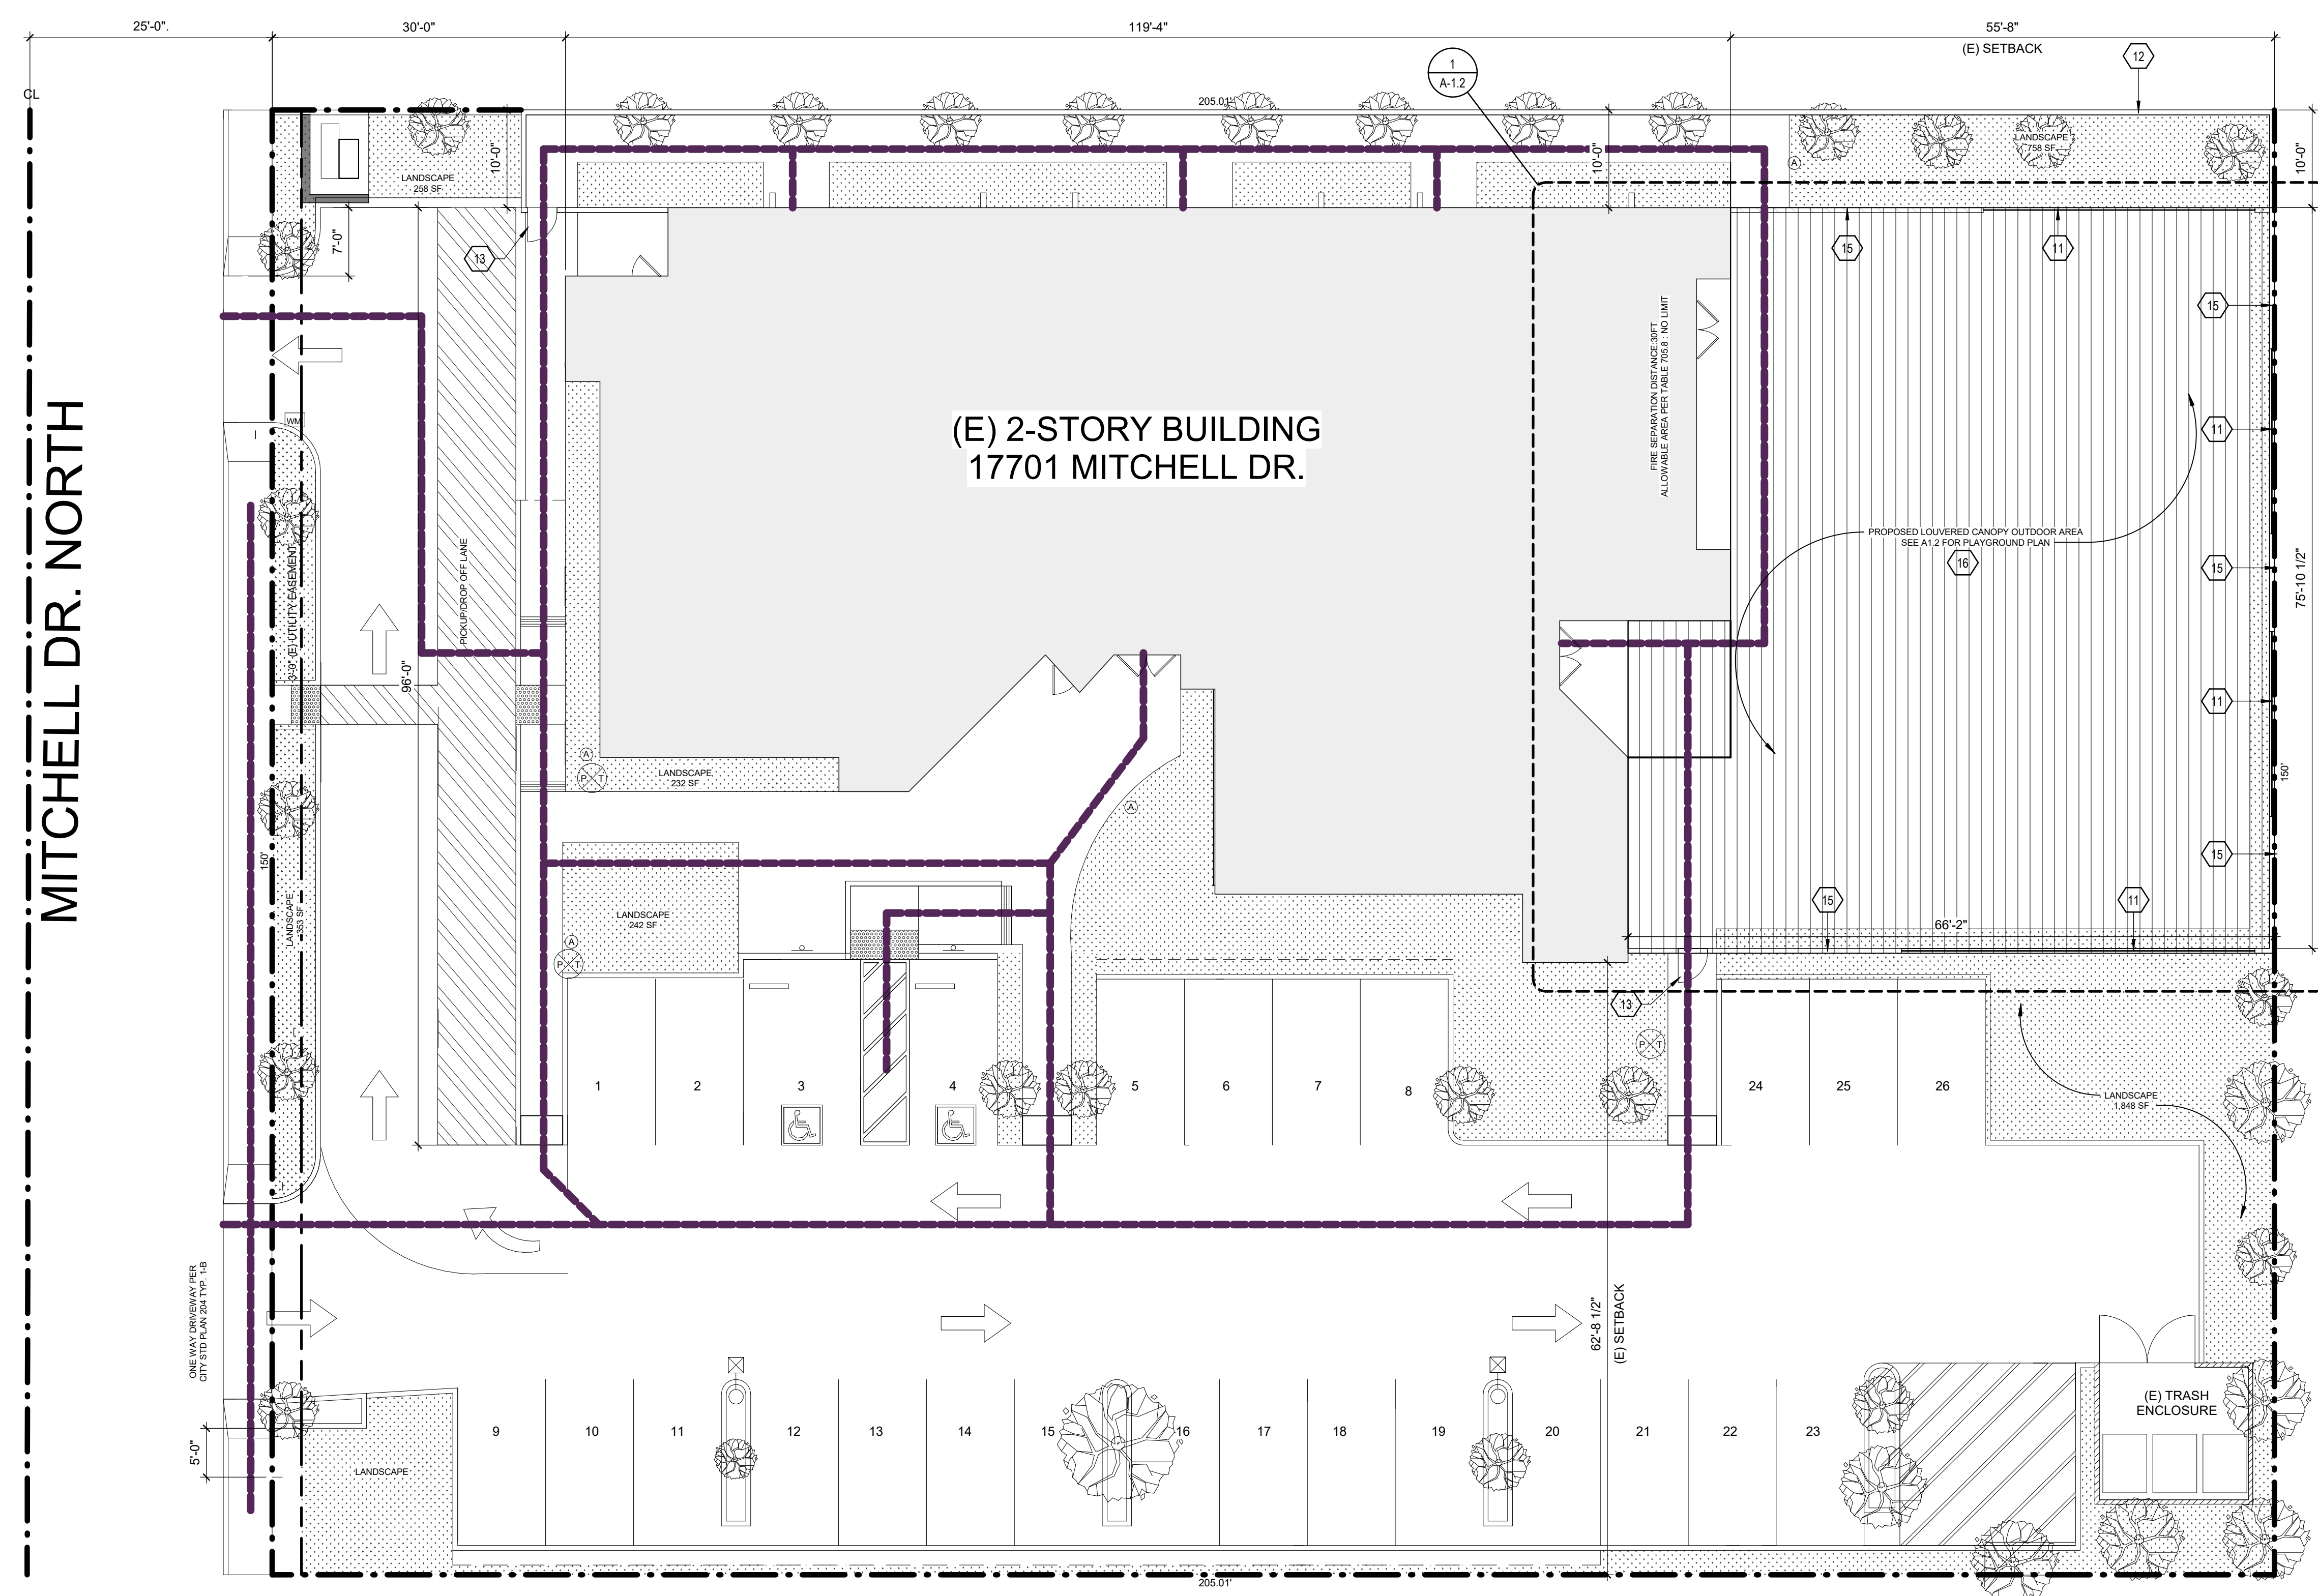 25'-0".
30'-0"
119'-4"
55'-8"
(E) SETBACK
12
1
A-1.2
CL
205.01'
10'-0"
10'-0"
10'-0"
LANDSCAPE
258 SF
LANDSCAPE
758 SF
A
7'-0"
13
15
11
15
11
15
11
15
15
11
MITCHELL DR. NORTH
WM
3'-0" (E) UTILITY EASEMENT
PICKUP/DROP OFF LANE
96'-0"
(E) 2-STORY BUILDING
17701 MITCHELL DR.
FIRE SEPARATION DISTANCE:30FT
ALLOWABLE AREA PER TABLE 705.8 : NO LIMIT
PROPOSED LOUVERED CANOPY OUTDOOR AREA
SEE A1.2 FOR PLAYGROUND PLAN
16
75'-10 1/2"
150'
A
P T
LANDSCAPE
232 SF
A
150'
LANDSCAPE
353 SF
LANDSCAPE
242 SF
A
P T
66'-2"
13
P T
1
2
3
4
5
6
7
8
24
25
26
LANDSCAPE
1,848 SF
ONE WAY DRIVEWAY PER
CITY STD PLAN 204 TYP. 1-B
62'-8 1/2"
(E) SETBACK
5'-0"
LANDSCAPE
9
10
11
12
13
14
15
16
17
18
19
20
21
22
23
(E) TRASH
ENCLOSURE
205.01'